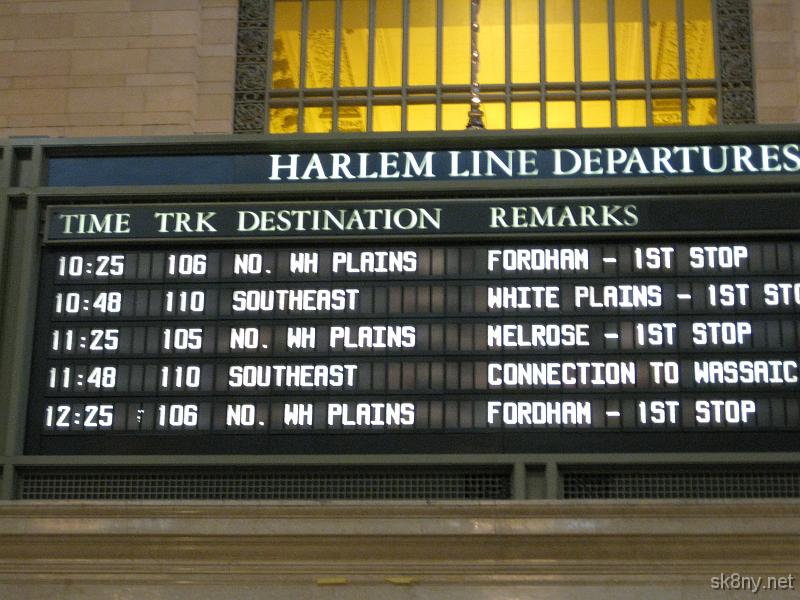 HARLEM LINE DEPARTURES
TIME TRK DESTINATION REMARKS
10:25 106 NO. WH PLAINS FORDHAM - 1ST STOP
10:48 110 SOUTHEAST WHITE PLAINS - 1ST STO
11:25 105 NO. WH PLAINS MELROSE - 1ST STOP
11:48 110 SOUTHEAST CONNECTION TO WASSAIC
12:25 106 NO. WH PLAINS FORDHAM - 1ST STOP
sk8ny.net